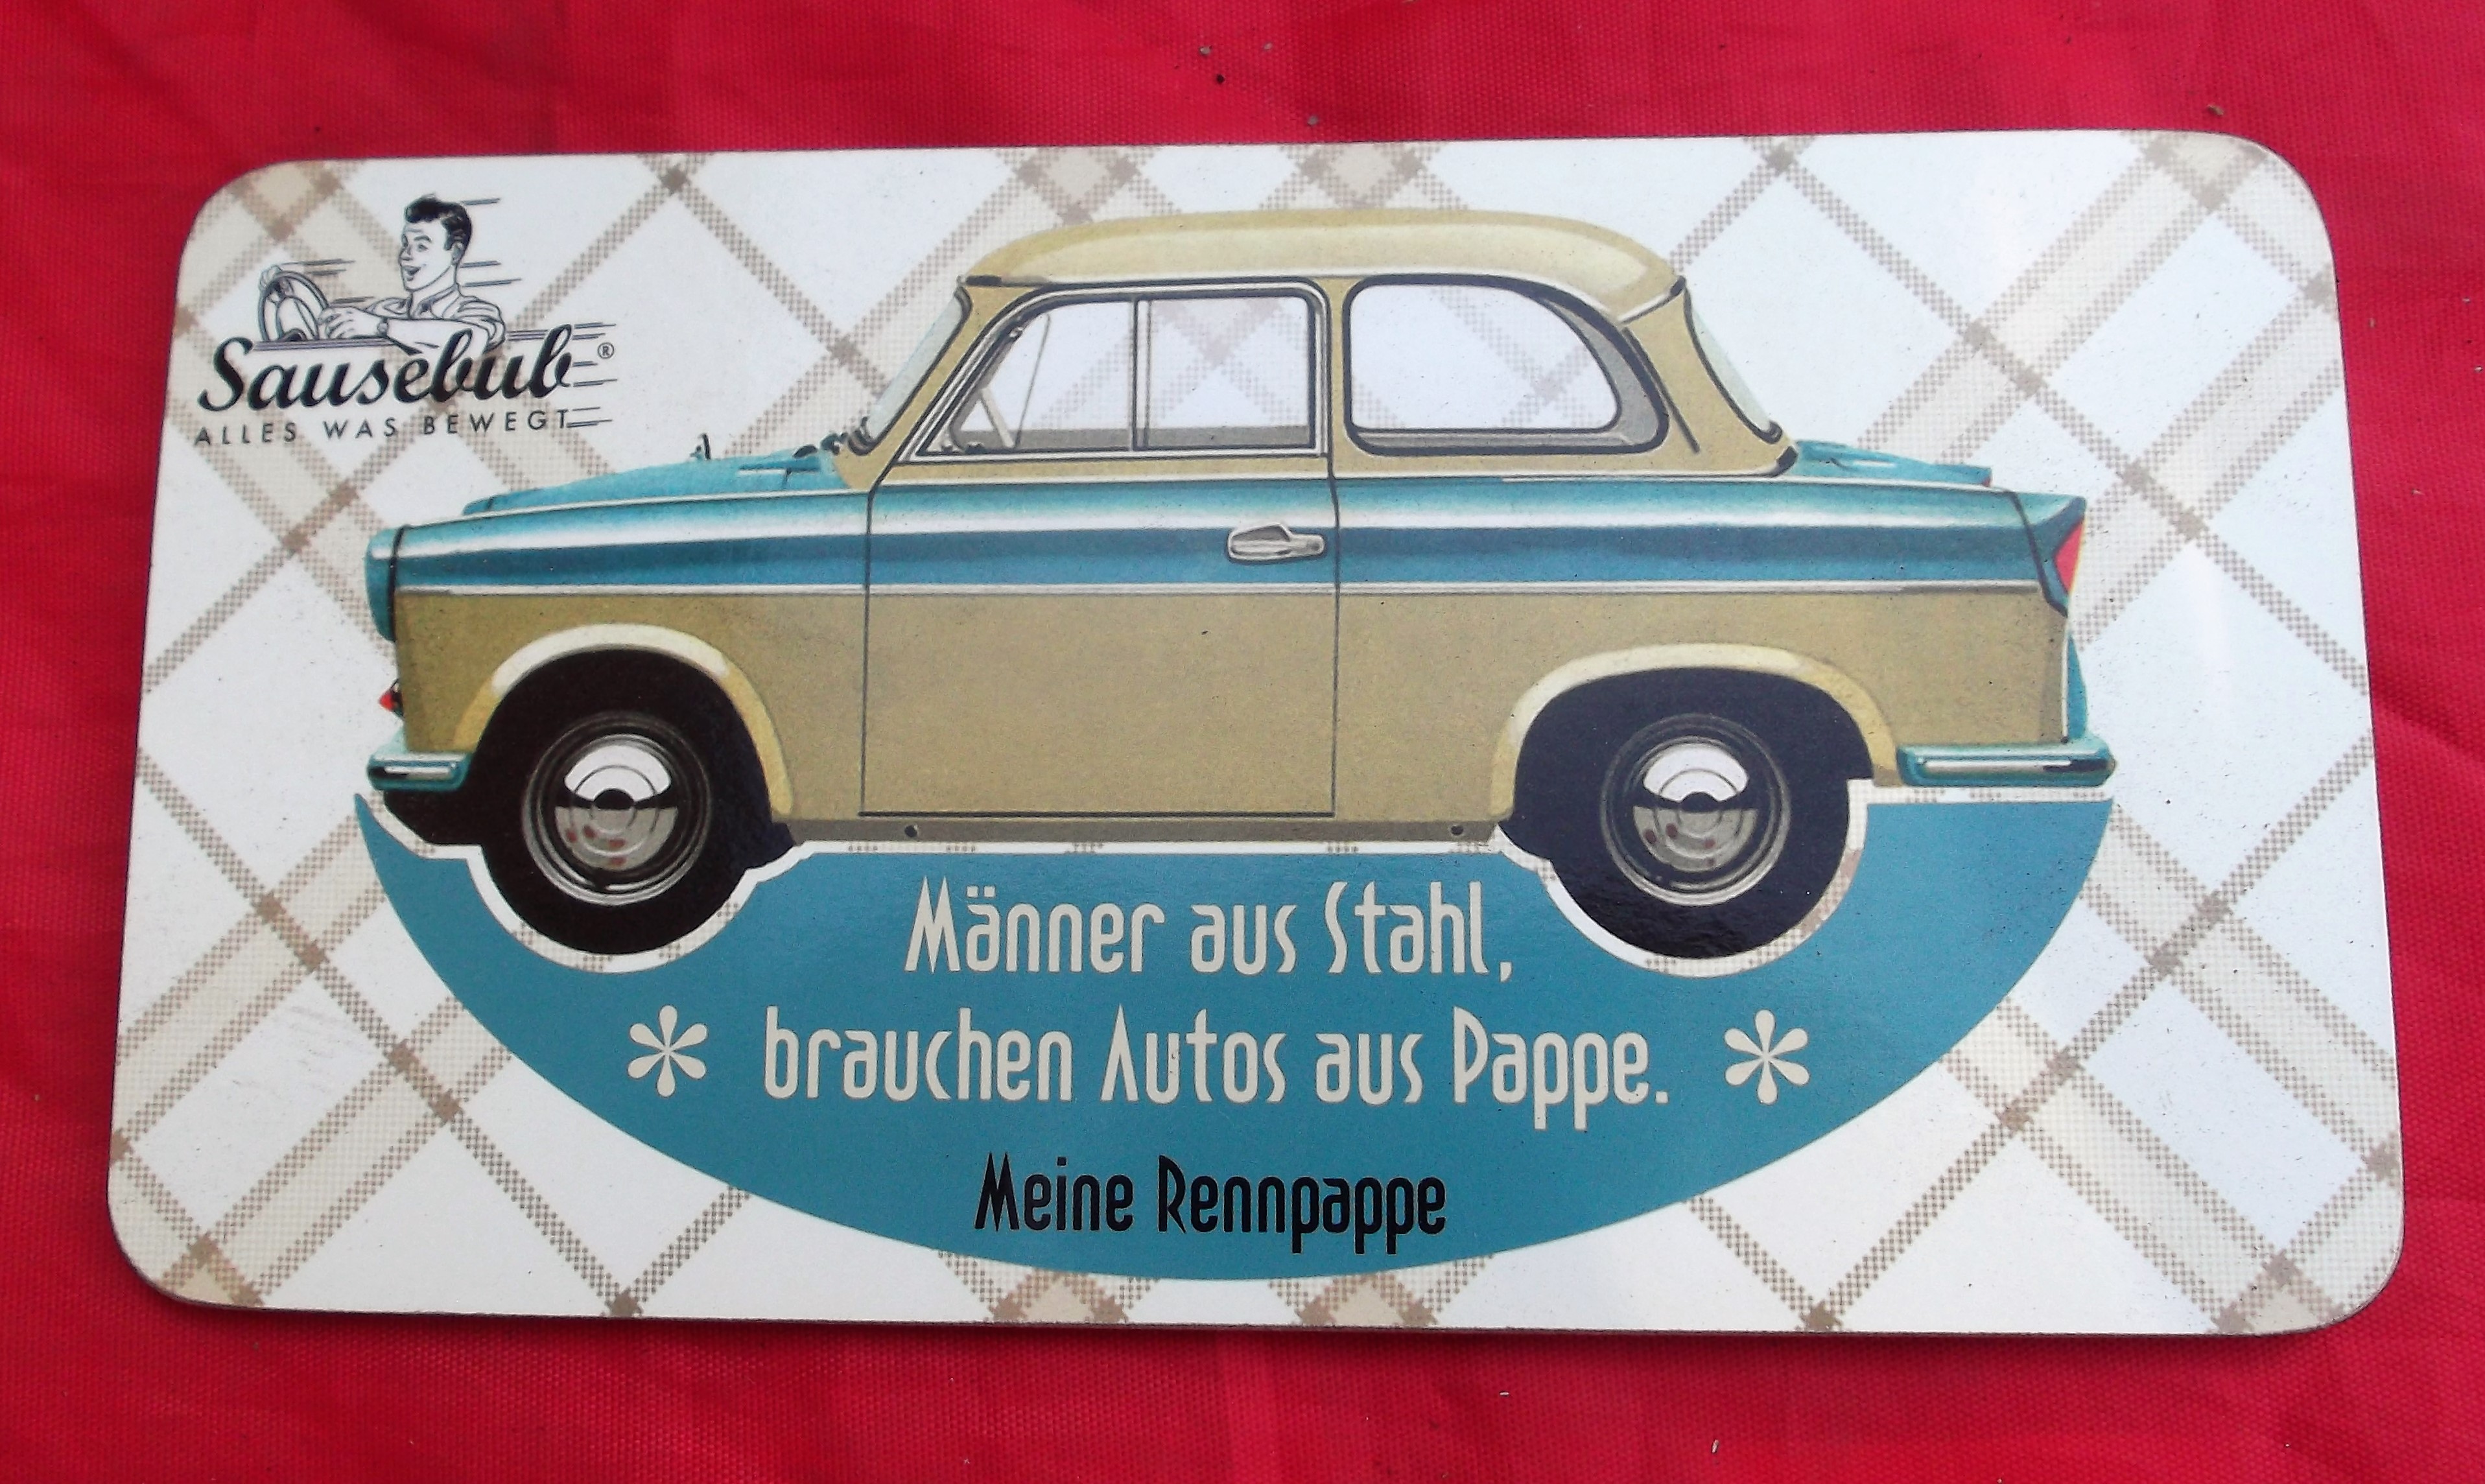 Sausebub®
ALLES WAS BEWEGT
Männer aus Stahl,
* brauchen Autos aus Pappe. *
Meine Rennpappe